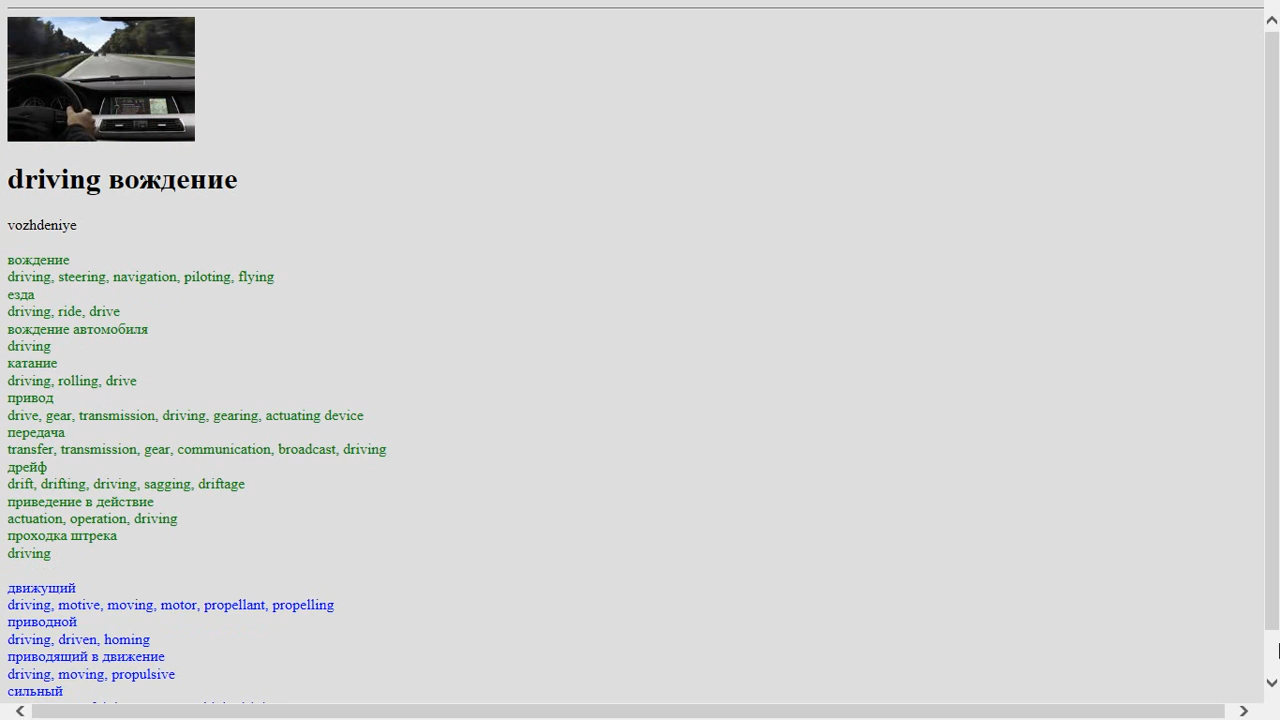 driving вождение
vozhdeniye
вождение
driving, steering, navigation, piloting, flying
езда
driving, ride, drive
вождение автомобиля
driving
катание
driving, rolling, drive
привод
drive, gear, transmission, driving, gearing, actuating device
передача
transfer, transmission, gear, communication, broadcast, driving
дрейф
drift, drifting, driving, sagging, driftage
приведение в действие
actuation, operation, driving
проходка штрека
driving
движущий
driving, motive, moving, motor, propellant, propelling
приводной
driving, driven, homing
приводящий в движение
driving, moving, propulsive
сильный